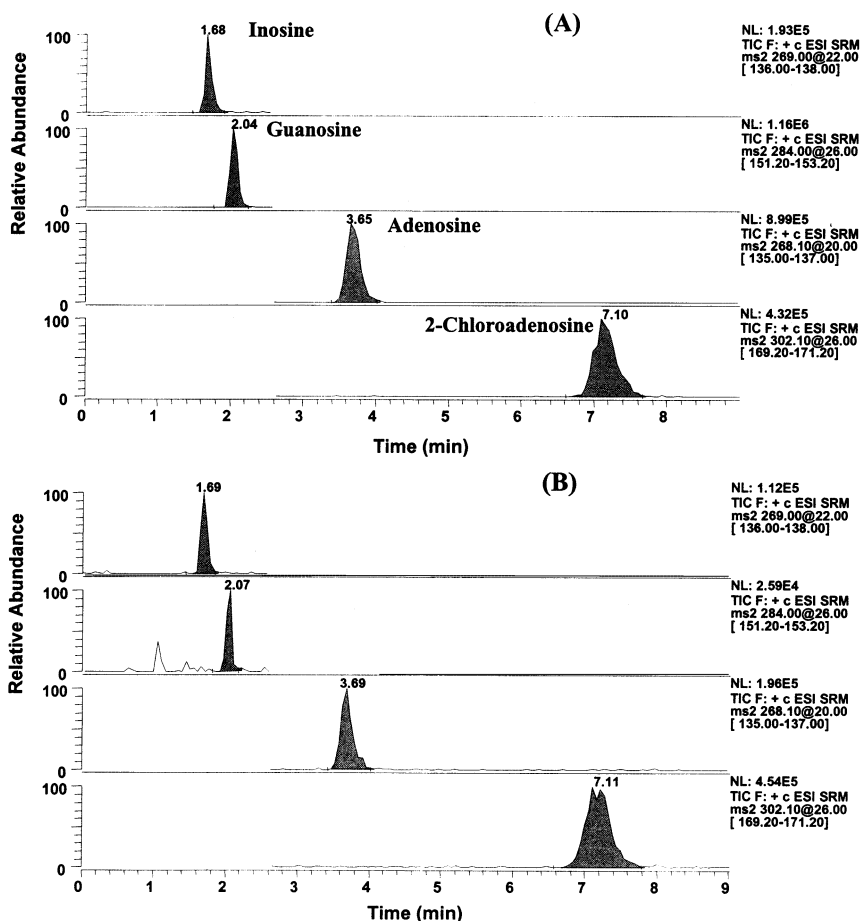 (A)
Relative Abundance
1.68 Inosine
100
0
NL: 1.93E5
TIC F: + c ESI SRM
ms2 269.00@22.00
[ 136.00-138.00]
2.04 Guanosine
100
0
NL: 1.16E6
TIC F: + c ESI SRM
ms2 284.00@26.00
[ 151.20-153.20]
3.65 Adenosine
100
0
NL: 8.99E5
TIC F: + c ESI SRM
ms2 268.10@20.00
[ 135.00-137.00]
2-Chloroadenosine 7.10
100
0
NL: 4.32E5
TIC F: + c ESI SRM
ms2 302.10@26.00
[ 169.20-171.20]
0 1 2 3 4 5 6 7 8
Time (min)
(B)
Relative Abundance
1.69
100
0
NL: 1.12E5
TIC F: + c ESI SRM
ms2 269.00@22.00
[ 136.00-138.00]
2.07
100
0
NL: 2.59E4
TIC F: + c ESI SRM
ms2 284.00@26.00
[ 151.20-153.20]
3.69
100
0
NL: 1.96E5
TIC F: + c ESI SRM
ms2 268.10@20.00
[ 135.00-137.00]
7.11
100
0
NL: 4.54E5
TIC F: + c ESI SRM
ms2 302.10@26.00
[ 169.20-171.20]
0 1 2 3 4 5 6 7 8 9
Time (min)